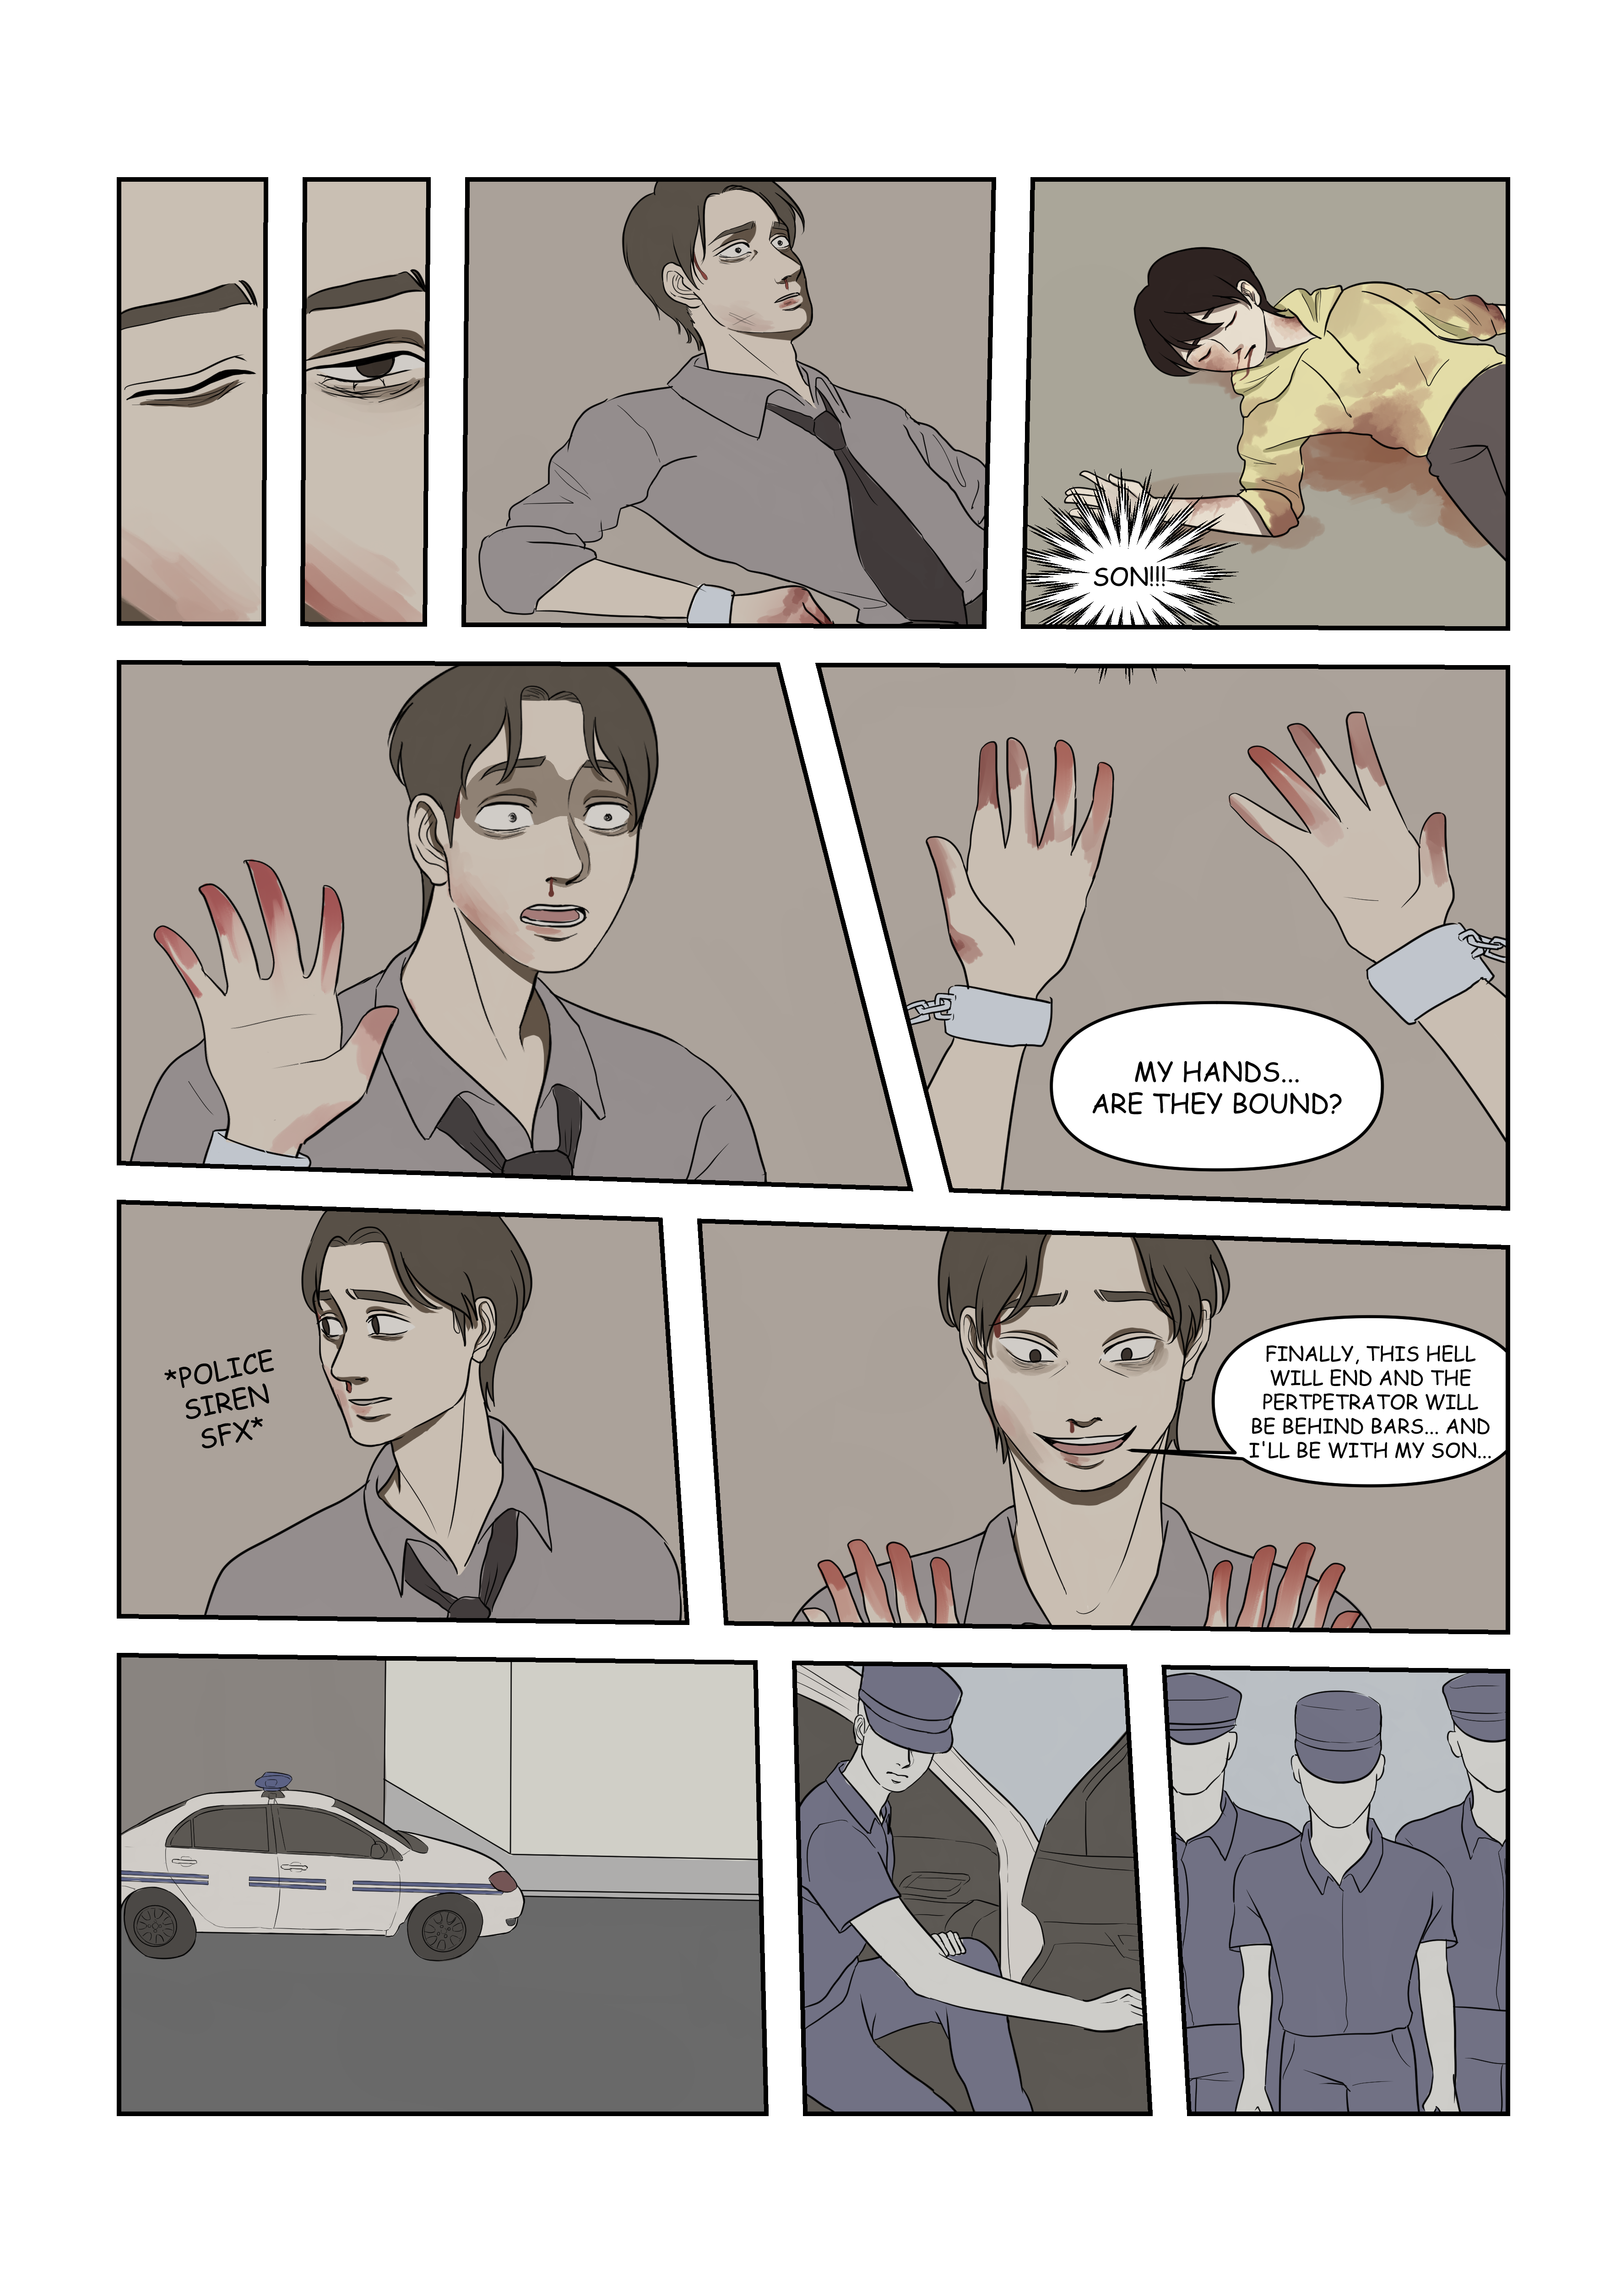 SON!!!
MY HANDS...
ARE THEY BOUND?
*POLICE
SIREN
SFX*
FINALLY, THIS HELL
WILL END AND THE
PERTPETRATOR WILL
BE BEHIND BARS... AND
I'LL BE WITH MY SON...